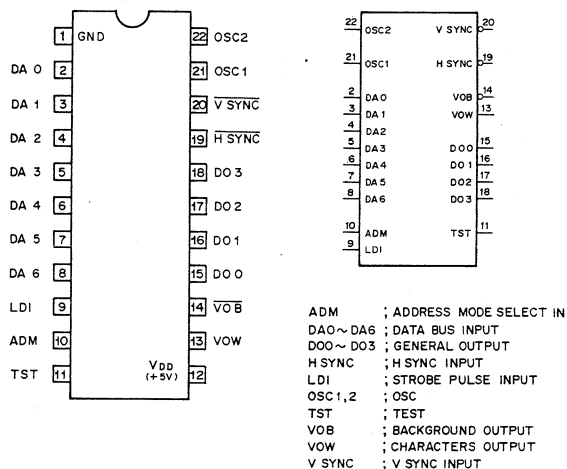 1 GND 22 OSC2
DA 0 2 21 OSC1
DA 1 3 20 V SYNC
DA 2 4 19 H SYNC
DA 3 5 18 DO 3
DA 4 6 17 DO 2
DA 5 7 16 DO 1
DA 6 8 15 DO 0
LDI 9 14 VOB
ADM 10 13 VOW
TST 11 VDD (+5V) 12
22 OSC2 V SYNC 20
21 OSC1 H SYNC 19
2 DA0 VOB 14
3 DA1 VOW 13
4 DA2
5 DA3 DO0 15
6 DA4 DO1 16
7 DA5 DO2 17
8 DA6 DO3 18
10 ADM TST 11
9 LDI
ADM ; ADDRESS MODE SELECT IN
DA0~DA6 ; DATA BUS INPUT
DO0~DO3 ; GENERAL OUTPUT
H SYNC ; H SYNC INPUT
LDI ; STROBE PULSE INPUT
OSC 1,2 ; OSC
TST ; TEST
VOB ; BACKGROUND OUTPUT
VOW ; CHARACTERS OUTPUT
V SYNC ; V SYNC INPUT